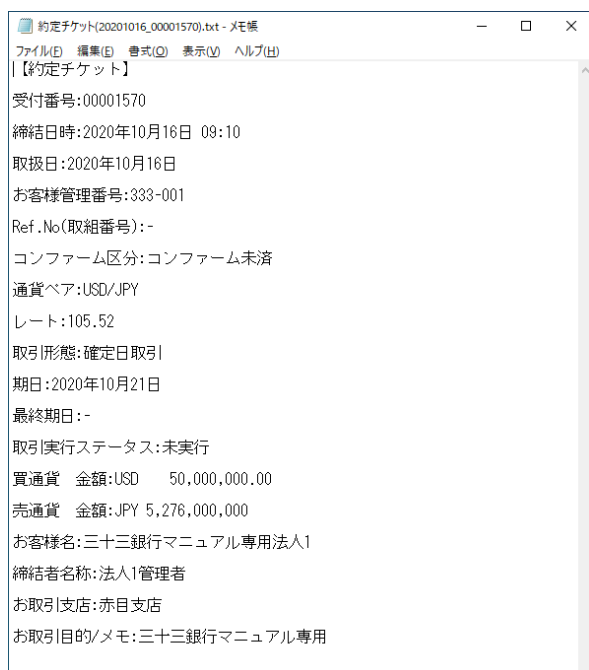 約定チケット(20201016_00001570).txt - メモ帳
ファイル(F) 編集(E) 書式(O) 表示(V) ヘルプ(H)
【約定チケット】
受付番号:00001570
締結日時:2020年10月16日 09:10
取扱日:2020年10月16日
お客様管理番号:333-001
Ref.No(取組番号):-
コンファーム区分:コンファーム未済
通貨ペア:USD/JPY
レート:105.52
取引形態:確定日取引
期日:2020年10月21日
最終期日:-
取引実行ステータス:未実行
買通貨　金額:USD    50,000,000.00
売通貨　金額:JPY 5,276,000,000
お客様名:三十三銀行マニュアル専用法人1
締結者名称:法人1管理者
お取引支店:赤目支店
お取引目的/メモ:三十三銀行マニュアル専用